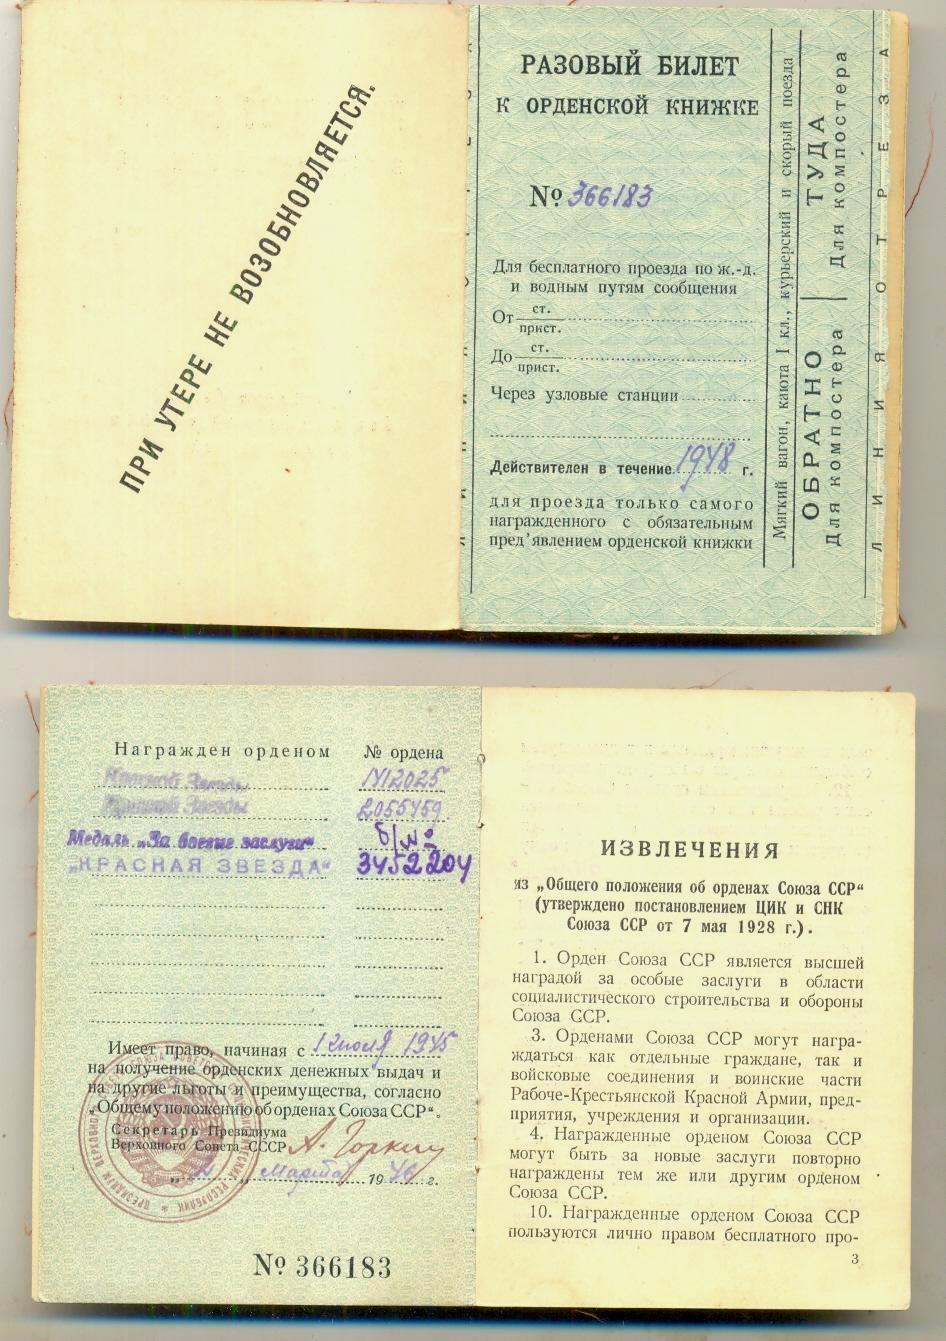 ПРИ УТЕРЕ НЕ ВОЗОБНОВЛЯЕТСЯ.
РАЗОВЫЙ БИЛЕТ
К ОРДЕНСКОЙ КНИЖКЕ
№ 366183
Для бесплатного проезда по ж.-д.
и водным путям сообщения
От ст.
прист.
До ст.
прист.
Через узловые станции
Действителен в течение 1948 г.
для проезда только самого
награжденного с обязательным
пред'явлением орденской книжки
Мягкий вагон, каюта I кл., курьерский и скорый поезда
ОБРАТНО ТУДА
Для компостера Для компостера
ЛИНИЯ ОТРЕЗА
Награжден орденом № ордена
Красной Звезды 1712025
Красной Звезды 2055759
Медаль „За боевые заслуги“ б/№
„КРАСНАЯ ЗВЕЗДА“ 3452204
Имеет право, начиная с 1 июля 1945
на получение орденских денежных выдач и
на другие льготы и преимущества, согласно
„Общему положению об орденах Союза ССР“.
Секретарь Президиума
Верховного Совета СССР А. Горкин
„2“ марта 1946 г.
№ 366183
ИЗВЛЕЧЕНИЯ
из „Общего положения об орденах Союза ССР“
(утверждено постановлением ЦИК и СНК
Союза ССР от 7 мая 1928 г.).
1. Орден Союза ССР является высшей
наградой за особые заслуги в области
социалистического строительства и обороны
Союза ССР.
3. Орденами Союза ССР могут награ-
ждаться как отдельные граждане, так и
войсковые соединения и воинские части
Рабоче-Крестьянской Красной Армии, пред-
приятия, учреждения и организации.
4. Награжденные орденом Союза ССР
могут быть за новые заслуги повторно
награждены тем же или другим орденом
Союза ССР.
10. Награжденные орденом Союза ССР
пользуются лично правом бесплатного про-
3